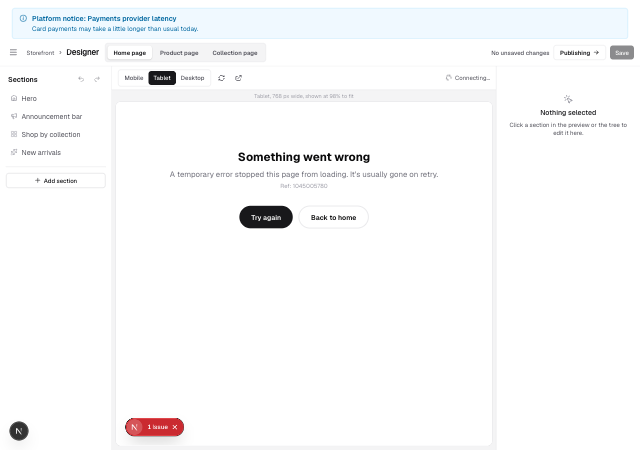 Platform notice: Payments provider latency
Card payments may take a little longer than usual today.
Storefront > Designer
Home page
Product page
Collection page
No unsaved changes
Publishing →
Save
Sections
Hero
Announcement bar
Shop by collection
New arrivals
+ Add section
Mobile
Tablet
Desktop
Connecting...
Tablet, 768 px wide, shown at 98% to fit
Something went wrong
A temporary error stopped this page from loading. It's usually gone on retry.
Ref: 1045005780
Try again
Back to home
Nothing selected
Click a section in the preview or the tree to
edit it here.
N
1 Issue
N